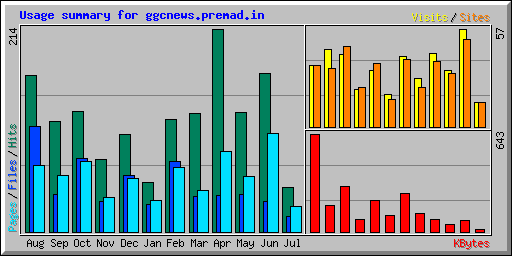 Usage summary for ggcnews.premad.in
Visits/Sites
214
57
643
Pages/Files/Hits
Aug Sep Oct Nov Dec Jan Feb Mar Apr May Jun Jul
KBytes